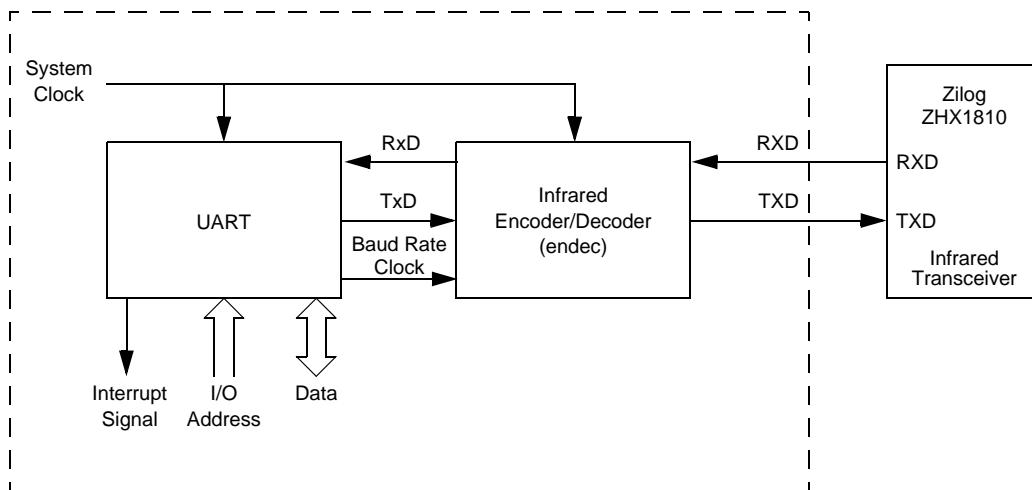 System
Clock
Zilog
ZHX1810
RxD
RXD
RXD
Infrared
Encoder/Decoder
(endec)
UART
TxD
TXD
TXD
Baud Rate
Clock
Infrared
Transceiver
Interrupt
Signal
I/O
Address
Data